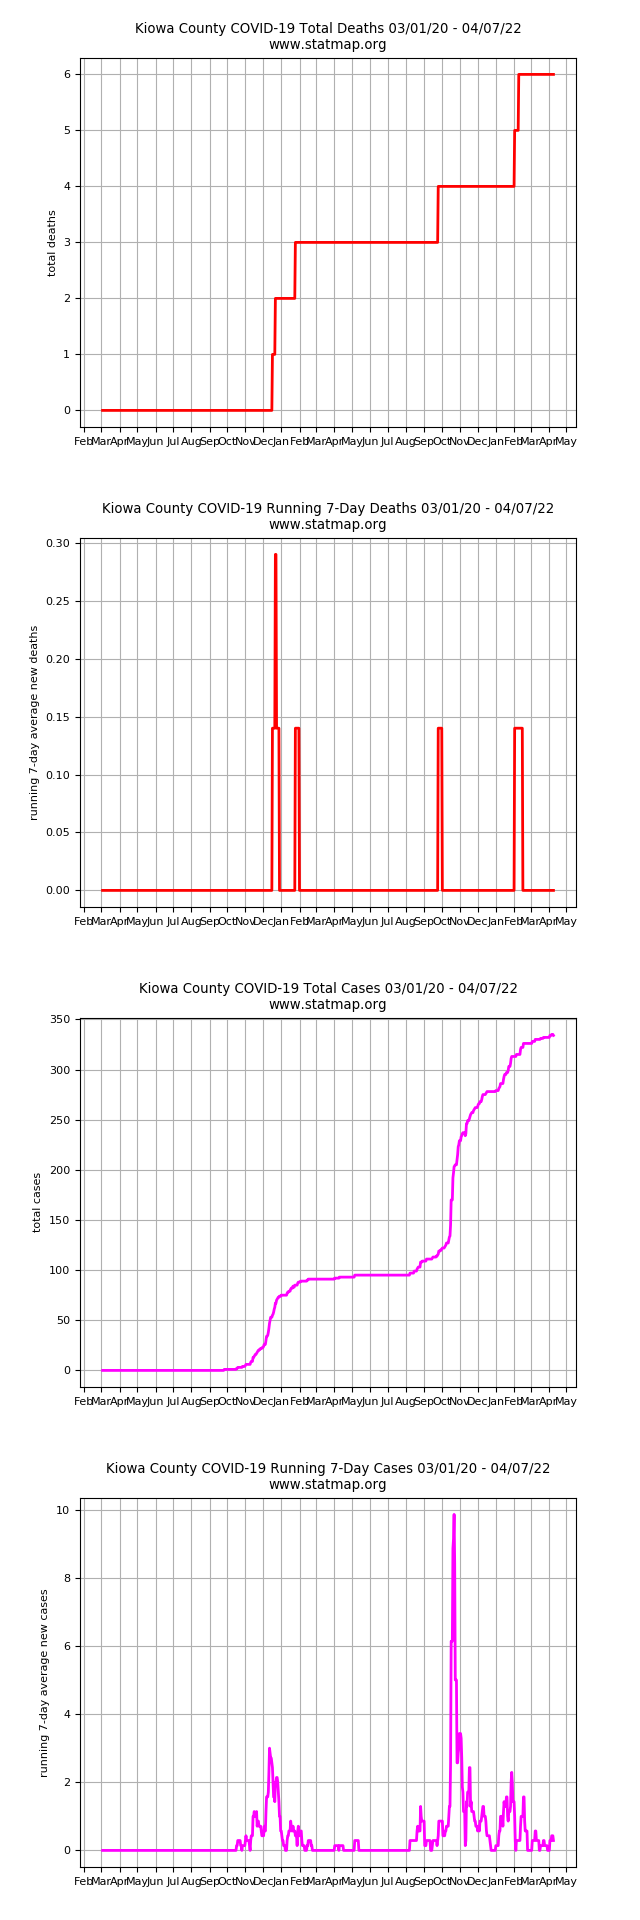 Kiowa County COVID-19 Total Deaths 03/01/20 - 04/07/22
www.statmap.org
6
5
4
3
2
1
0
total deaths
Feb Mar Apr May Jun Jul Aug Sep Oct Nov Dec Jan Feb Mar Apr May Jun Jul Aug Sep Oct Nov Dec Jan Feb Mar Apr May
Kiowa County COVID-19 Running 7-Day Deaths 03/01/20 - 04/07/22
www.statmap.org
0.30
0.25
0.20
0.15
0.10
0.05
0.00
running 7-day average new deaths
Feb Mar Apr May Jun Jul Aug Sep Oct Nov Dec Jan Feb Mar Apr May Jun Jul Aug Sep Oct Nov Dec Jan Feb Mar Apr May
Kiowa County COVID-19 Total Cases 03/01/20 - 04/07/22
www.statmap.org
350
300
250
200
150
100
50
0
total cases
Feb Mar Apr May Jun Jul Aug Sep Oct Nov Dec Jan Feb Mar Apr May Jun Jul Aug Sep Oct Nov Dec Jan Feb Mar Apr May
Kiowa County COVID-19 Running 7-Day Cases 03/01/20 - 04/07/22
www.statmap.org
10
8
6
4
2
0
running 7-day average new cases
Feb Mar Apr May Jun Jul Aug Sep Oct Nov Dec Jan Feb Mar Apr May Jun Jul Aug Sep Oct Nov Dec Jan Feb Mar Apr May